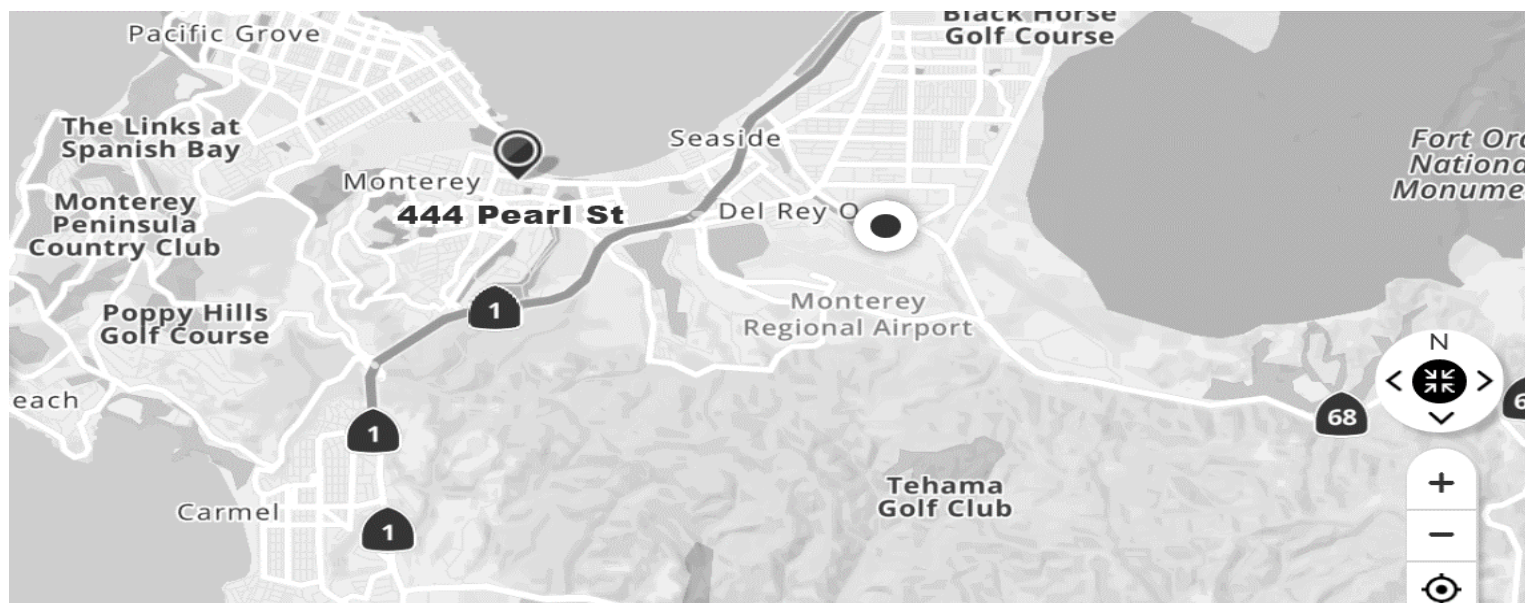 Black Horse
Golf Course
Pacific Grove
The Links at
Spanish Bay
Seaside
Fort Ord
National
Monume
Monterey
444 Pearl St
Monterey
Peninsula
Country Club
Del Rey O
Monterey
Regional Airport
1
Poppy Hills
Golf Course
N
each
68
6
1
Tehama
Golf Club
Carmel
1
+
−